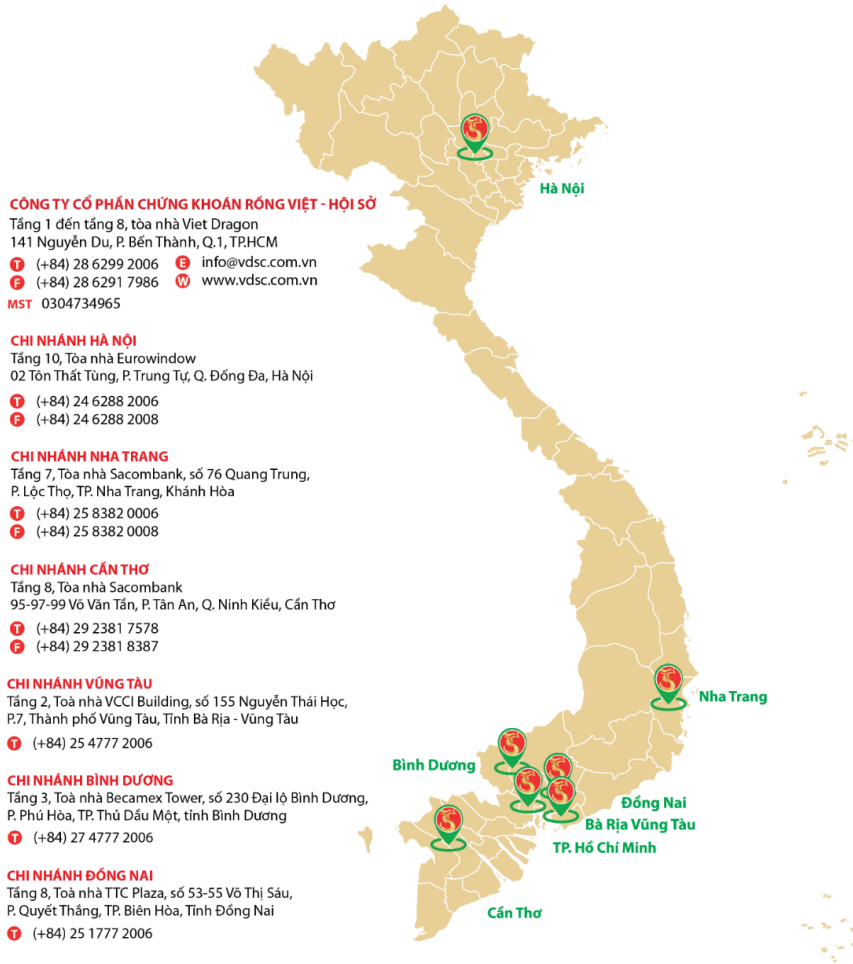 CÔNG TY CỔ PHẦN CHỨNG KHOÁN RỒNG VIỆT - HỘI SỞ
Tầng 1 đến tầng 8, tòa nhà Viet Dragon
141 Nguyễn Du, P. Bến Thành, Q.1, TP.HCM
T (+84) 28 6299 2006 E info@vdsc.com.vn
F (+84) 28 6291 7986 W www.vdsc.com.vn
MST 0304734965
CHI NHÁNH HÀ NỘI
Tầng 10, Tòa nhà Eurowindow
02 Tôn Thất Tùng, P. Trung Tự, Q. Đống Đa, Hà Nội
T (+84) 24 6288 2006
F (+84) 24 6288 2008
CHI NHÁNH NHA TRANG
Tầng 7, Tòa nhà Sacombank, số 76 Quang Trung,
P. Lộc Thọ, TP. Nha Trang, Khánh Hòa
T (+84) 25 8382 0006
F (+84) 25 8382 0008
CHI NHÁNH CẦN THƠ
Tầng 8, Tòa nhà Sacombank
95-97-99 Võ Văn Tần, P. Tân An, Q. Ninh Kiều, Cần Thơ
T (+84) 29 2381 7578
F (+84) 29 2381 8387
CHI NHÁNH VŨNG TÀU
Tầng 2, Toà nhà VCCI Building, số 155 Nguyễn Thái Học,
P.7, Thành phố Vũng Tàu, Tỉnh Bà Rịa - Vũng Tàu
T (+84) 25 4777 2006
CHI NHÁNH BÌNH DƯƠNG
Tầng 3, Toà nhà Becamex Tower, số 230 Đại lộ Bình Dương,
P. Phú Hòa, TP. Thủ Dầu Một, tỉnh Bình Dương
T (+84) 27 4777 2006
CHI NHÁNH ĐỒNG NAI
Tầng 8, Toà nhà TTC Plaza, số 53-55 Võ Thị Sáu,
P. Quyết Thắng, TP. Biên Hòa, Tỉnh Đồng Nai
T (+84) 25 1777 2006
Hà Nội
Nha Trang
Bình Dương
Đồng Nai
Bà Rịa Vũng Tàu
TP. Hồ Chí Minh
Cần Thơ